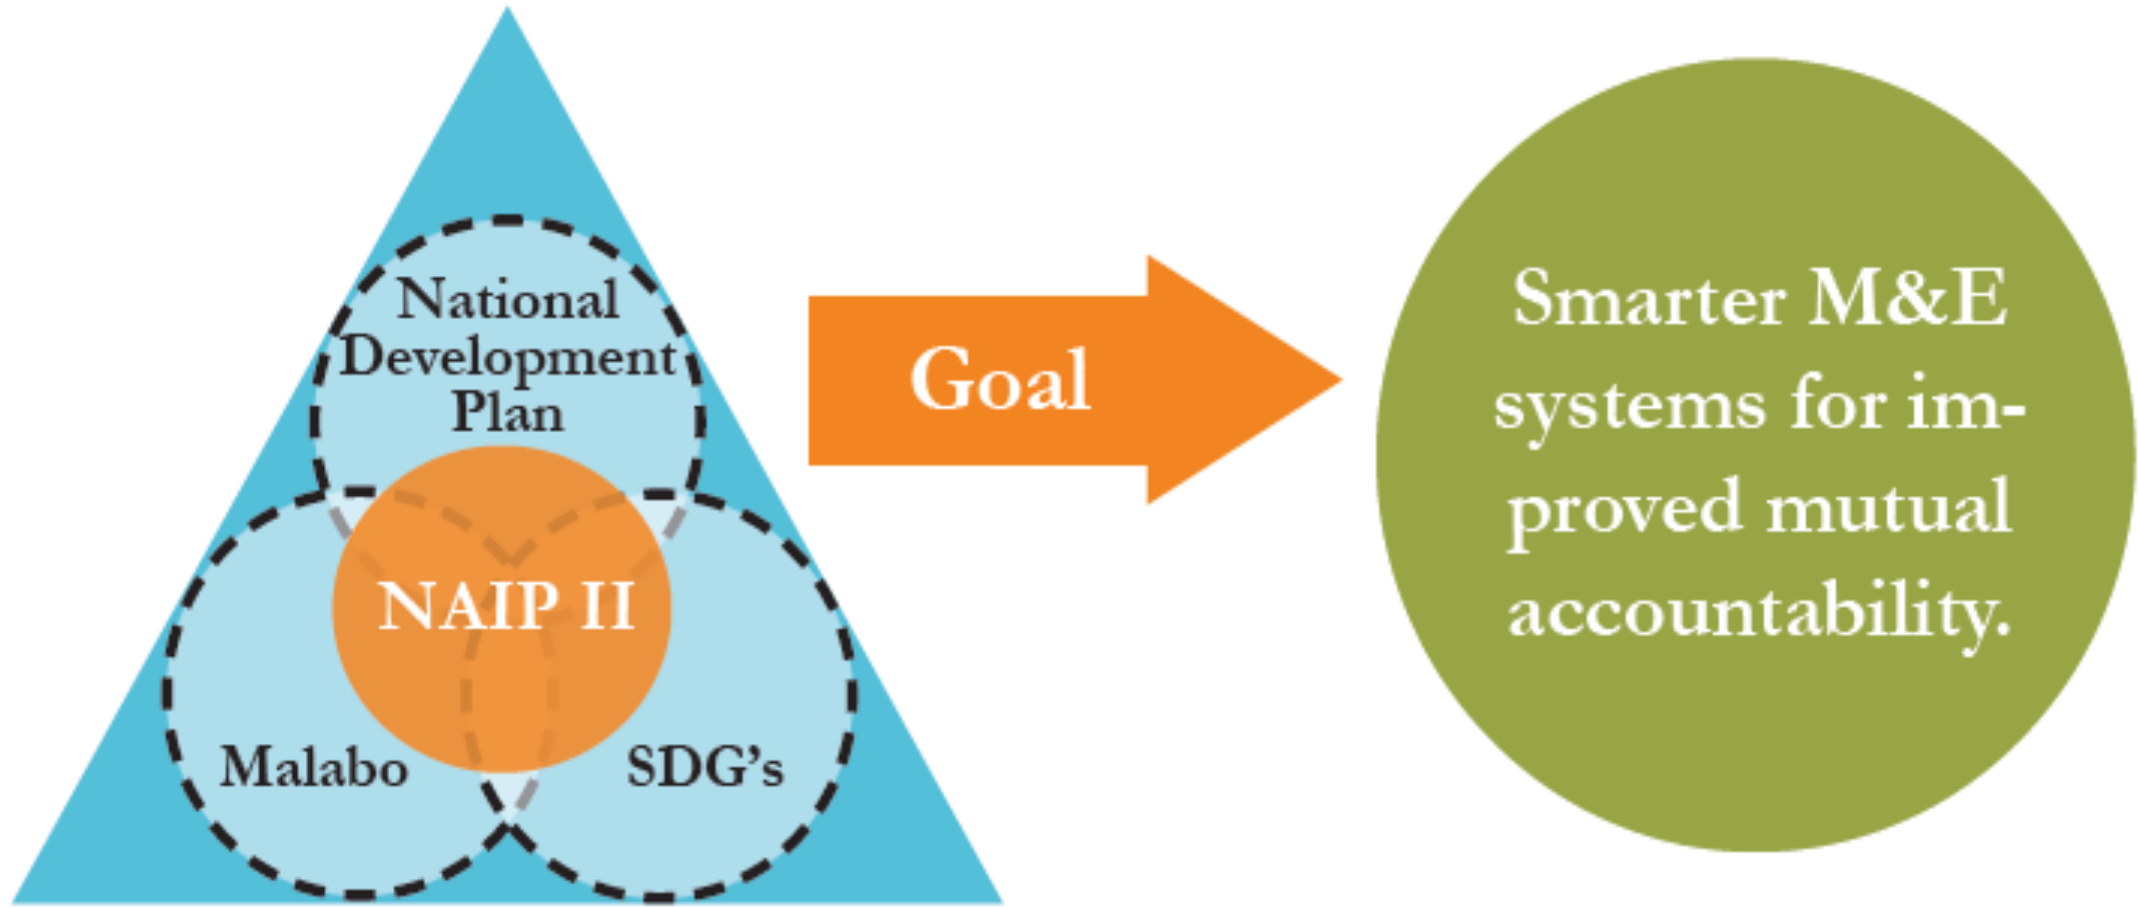 National
Development
Plan
NAIP II
Malabo
SDG's
Goal
Smarter M&E
systems for im-
proved mutual
accountability.